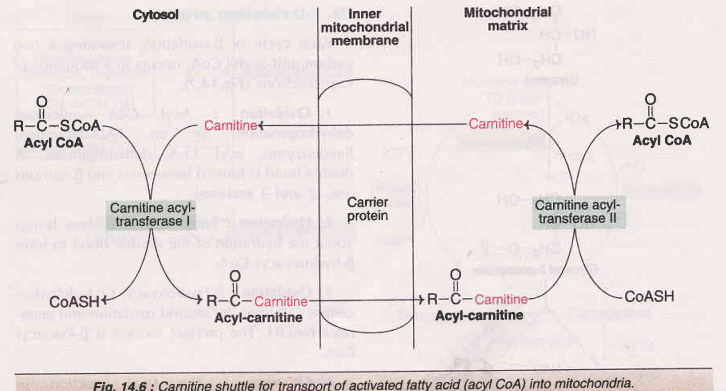 Cytosol
Inner
mitochondrial
membrane
Mitochondrial
matrix
O
R–C–SCoA
Acyl CoA
Carnitine
Carnitine
O
R–C–SCoA
Acyl CoA
Carnitine acyl-
transferase I
Carrier
protein
Carnitine acyl-
transferase II
CoASH
O
R–C–Carnitine
Acyl-carnitine
O
R–C–Carnitine
Acyl-carnitine
CoASH
Fig. 14.6 : Carnitine shuttle for transport of activated fatty acid (acyl CoA) into mitochondria.